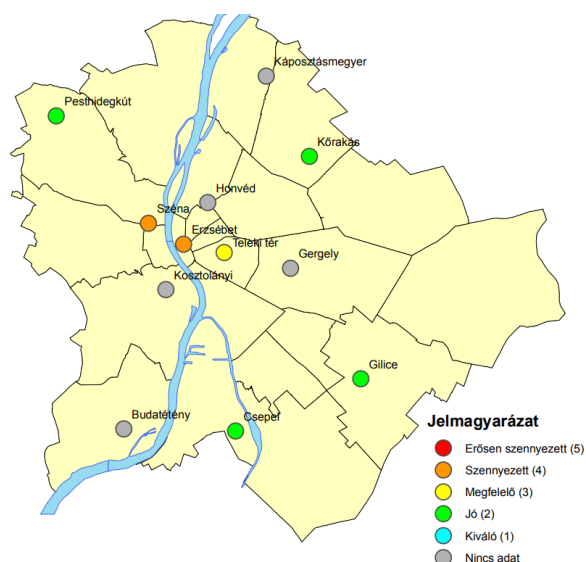 Káposztásmegyer
Pesthidegkút
Kőrakás
Honvéd
Széna
Erzsébet
Teleki tér
Gergely
Kosztolányi
Gilice
Budatétény
Csepel
Jelmagyarázat
Erősen szennyezett (5)
Szennyezett (4)
Megfelelő (3)
Jó (2)
Kiváló (1)
Nincs adat